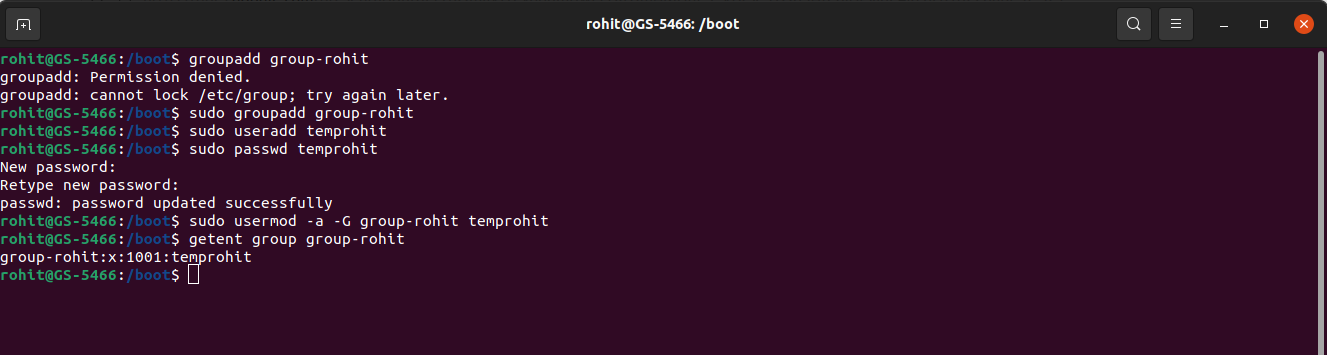 rohit@GS-5466: /boot
rohit@GS-5466:/boot$ groupadd group-rohit
groupadd: Permission denied.
groupadd: cannot lock /etc/group; try again later.
rohit@GS-5466:/boot$ sudo groupadd group-rohit
rohit@GS-5466:/boot$ sudo useradd temprohit
rohit@GS-5466:/boot$ sudo passwd temprohit
New password:
Retype new password:
passwd: password updated successfully
rohit@GS-5466:/boot$ sudo usermod -a -G group-rohit temprohit
rohit@GS-5466:/boot$ getent group group-rohit
group-rohit:x:1001:temprohit
rohit@GS-5466:/boot$